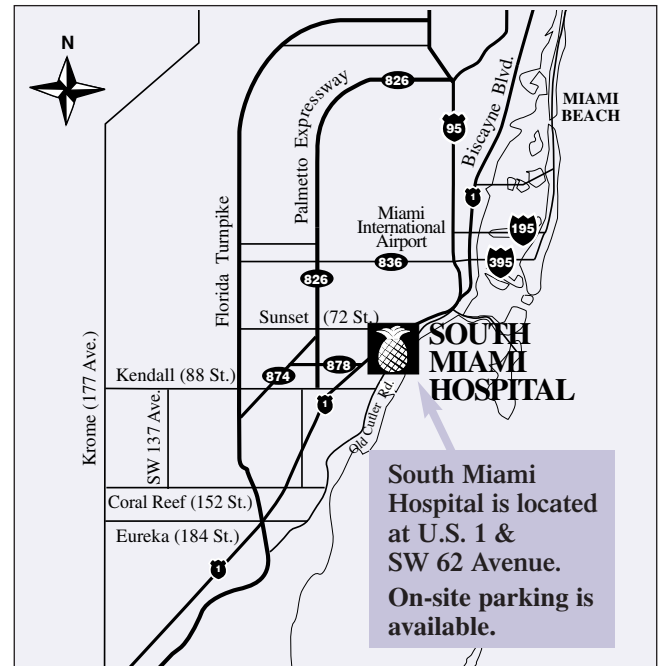 N
Palmetto Expressway
826
95
Biscayne Blvd.
MIAMI
BEACH
1
Florida Turnpike
Miami
International
Airport
195
836
395
826
Sunset (72 St.)
SOUTH
MIAMI
HOSPITAL
Krome (177 Ave.)
Kendall (88 St.)
874
878
SW 137 Ave.
1
Old Cutler Rd.
Coral Reef (152 St.)
Eureka (184 St.)
1
South Miami
Hospital is located
at U.S. 1 &
SW 62 Avenue.
On-site parking is
available.